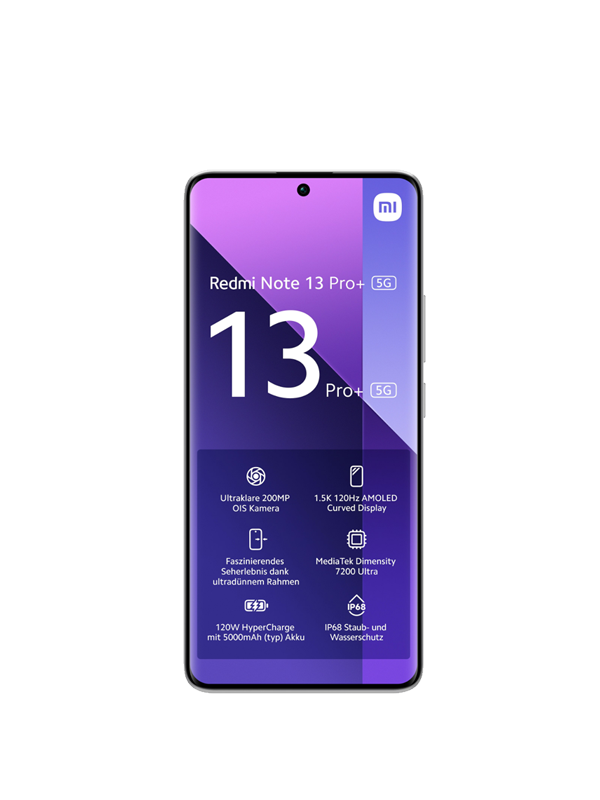 mi
Redmi Note 13 Pro+ 5G
13
Pro+ 5G
Ultraklare 200MP
OIS Kamera
1.5K 120Hz AMOLED
Curved Display
Faszinierendes
Seherlebnis dank
ultradünnem Rahmen
MediaTek Dimensity
7200 Ultra
120W HyperCharge
mit 5000mAh (typ) Akku
IP68
IP68 Staub- und
Wasserschutz